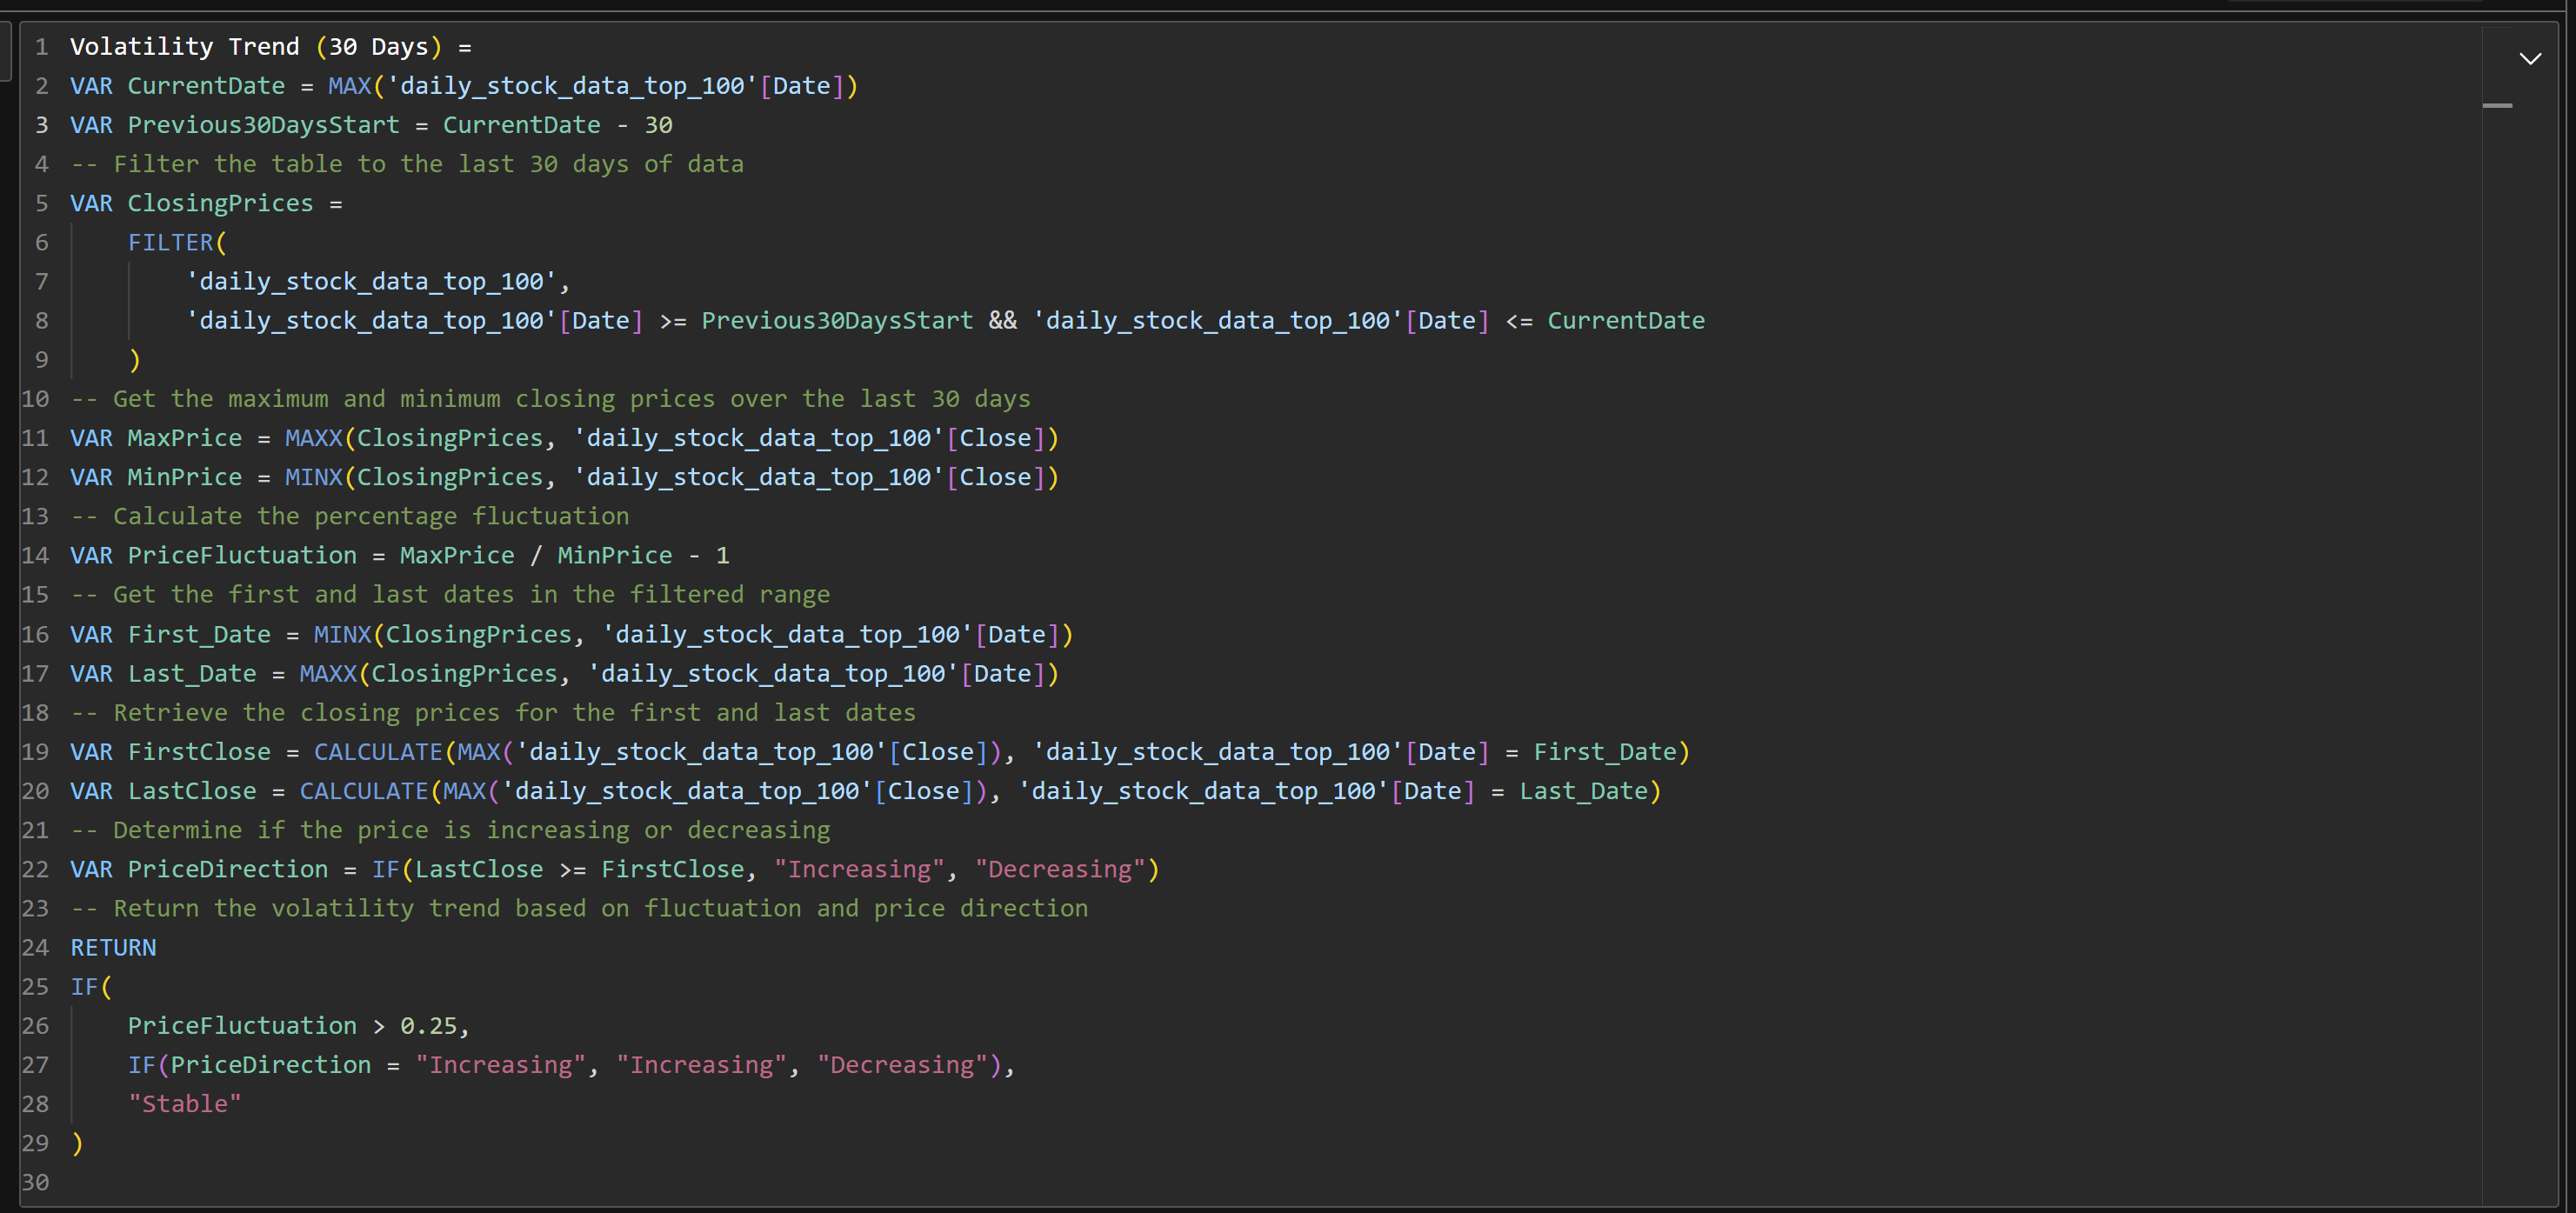 1 Volatility Trend (30 Days) =
2 VAR CurrentDate = MAX('daily_stock_data_top_100'[Date])
3 VAR Previous30DaysStart = CurrentDate - 30
4 -- Filter the table to the last 30 days of data
5 VAR ClosingPrices =
6     FILTER(
7         'daily_stock_data_top_100',
8         'daily_stock_data_top_100'[Date] >= Previous30DaysStart && 'daily_stock_data_top_100'[Date] <= CurrentDate
9     )
10 -- Get the maximum and minimum closing prices over the last 30 days
11 VAR MaxPrice = MAXX(ClosingPrices, 'daily_stock_data_top_100'[Close])
12 VAR MinPrice = MINX(ClosingPrices, 'daily_stock_data_top_100'[Close])
13 -- Calculate the percentage fluctuation
14 VAR PriceFluctuation = MaxPrice / MinPrice - 1
15 -- Get the first and last dates in the filtered range
16 VAR First_Date = MINX(ClosingPrices, 'daily_stock_data_top_100'[Date])
17 VAR Last_Date = MAXX(ClosingPrices, 'daily_stock_data_top_100'[Date])
18 -- Retrieve the closing prices for the first and last dates
19 VAR FirstClose = CALCULATE(MAX('daily_stock_data_top_100'[Close]), 'daily_stock_data_top_100'[Date] = First_Date)
20 VAR LastClose = CALCULATE(MAX('daily_stock_data_top_100'[Close]), 'daily_stock_data_top_100'[Date] = Last_Date)
21 -- Determine if the price is increasing or decreasing
22 VAR PriceDirection = IF(LastClose >= FirstClose, "Increasing", "Decreasing")
23 -- Return the volatility trend based on fluctuation and price direction
24 RETURN
25 IF(
26     PriceFluctuation > 0.25,
27     IF(PriceDirection = "Increasing", "Increasing", "Decreasing"),
28     "Stable"
29 )
30